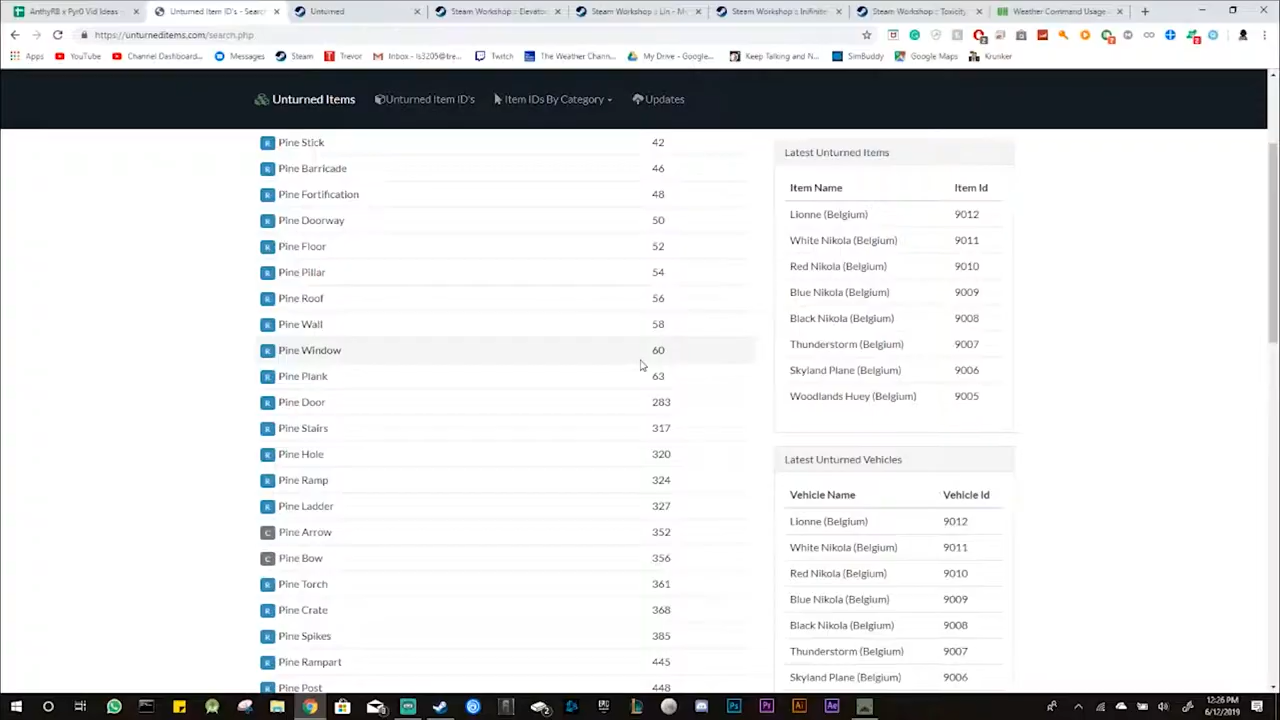 AnthyRB x Pyr0 Vid Ideas
Unturned Item ID's - Search
Unturned
Steam Workshop :: Elevator
Steam Workshop :: Lin - M
Steam Workshop :: Inifinite
Steam Workshop :: Toxicity
Weather Command Usage
https://unturneditems.com/search.php
Apps
YouTube
Channel Dashboard...
Messages
Steam
Trevor
Inbox - ls3205@tre...
Twitch
The Weather Chann...
My Drive - Google...
Keep Talking and N...
SimBuddy
Google Maps
Krunker
Unturned Items
Unturned Item ID's
Item IDs By Category
Updates
Pine Stick 42
Pine Barricade 46
Pine Fortification 48
Pine Doorway 50
Pine Floor 52
Pine Pillar 54
Pine Roof 56
Pine Wall 58
Pine Window 60
Pine Plank 63
Pine Door 283
Pine Stairs 317
Pine Hole 320
Pine Ramp 324
Pine Ladder 327
Pine Arrow 352
Pine Bow 356
Pine Torch 361
Pine Crate 368
Pine Spikes 385
Pine Rampart 445
Pine Post 448
Latest Unturned Items
Item Name Item Id
Lionne (Belgium) 9012
White Nikola (Belgium) 9011
Red Nikola (Belgium) 9010
Blue Nikola (Belgium) 9009
Black Nikola (Belgium) 9008
Thunderstorm (Belgium) 9007
Skyland Plane (Belgium) 9006
Woodlands Huey (Belgium) 9005
Latest Unturned Vehicles
Vehicle Name Vehicle Id
Lionne (Belgium) 9012
White Nikola (Belgium) 9011
Red Nikola (Belgium) 9010
Blue Nikola (Belgium) 9009
Black Nikola (Belgium) 9008
Thunderstorm (Belgium) 9007
Skyland Plane (Belgium) 9006
12:26 PM
6/12/2019